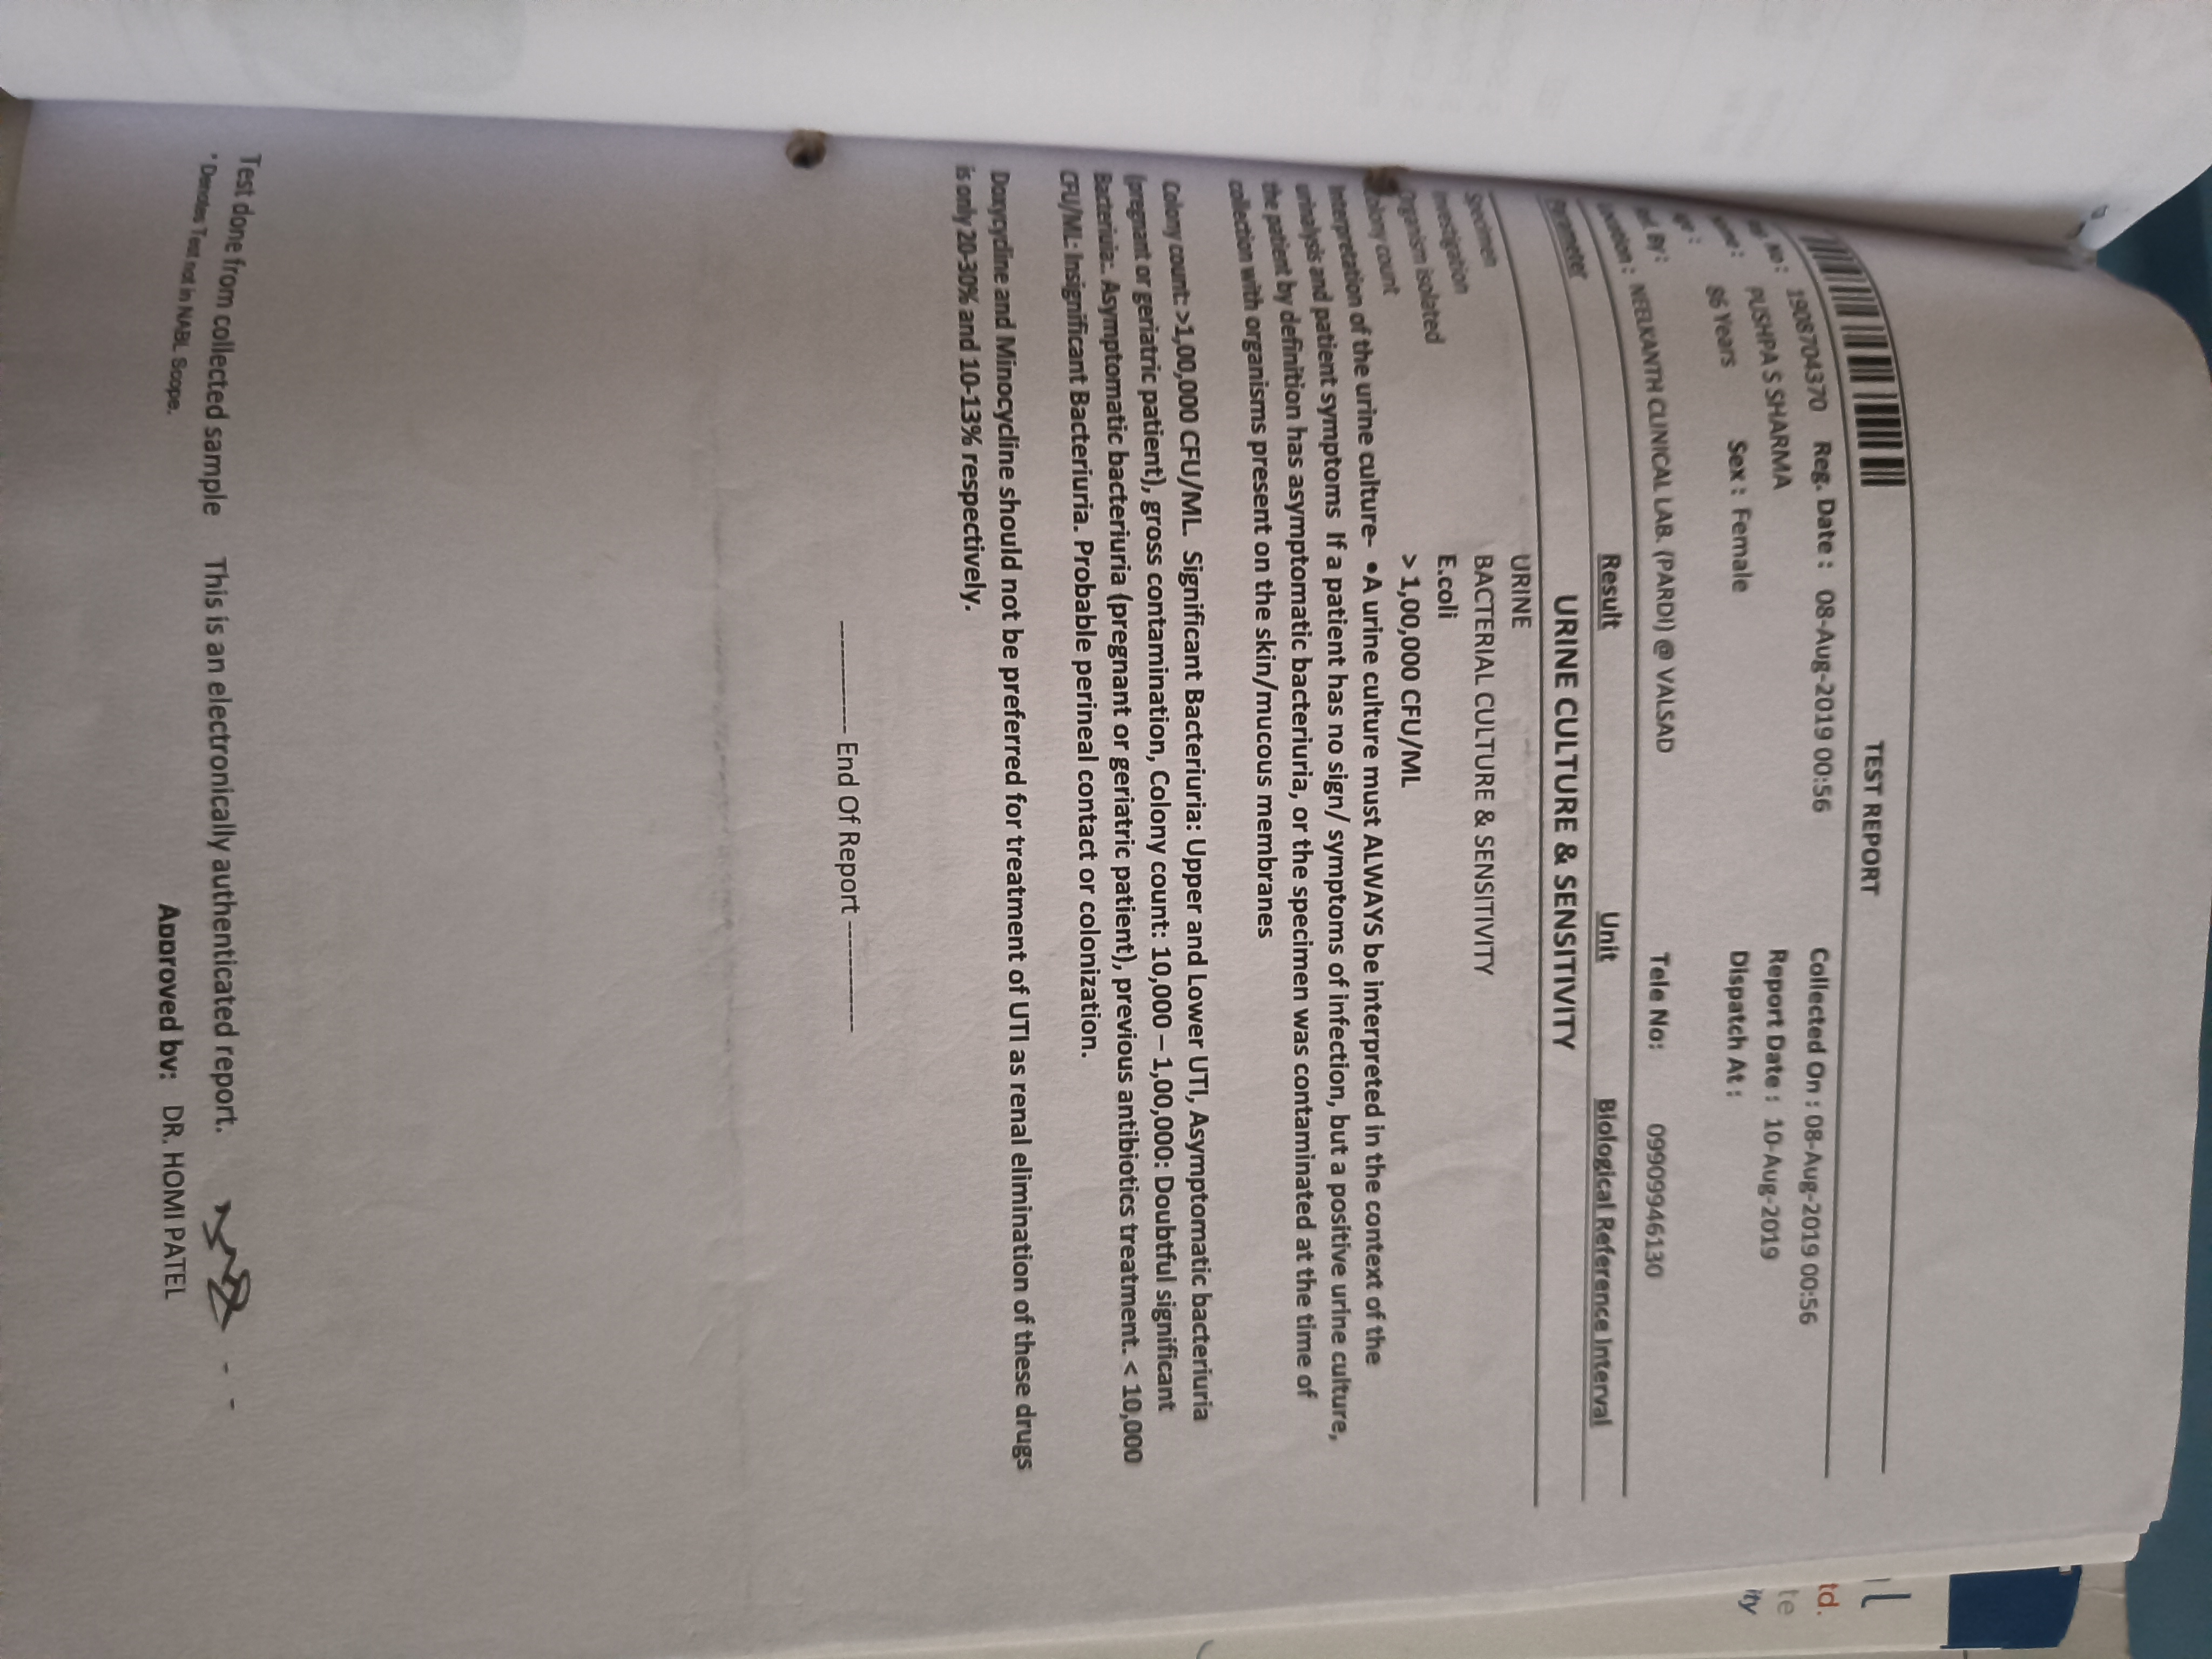 TEST REPORT
No : 1908704370 Reg. Date : 08-Aug-2019 00:56 Collected On : 08-Aug-2019 00:56
PUSHPA S SHARMA Report Date : 10-Aug-2019
86 Years Sex : Female Dispatch At :
By :
Location : NEELKANTH CLINICAL LAB. (PARDI) @ VALSAD Tele No: 09909946130
Parameter Result Unit Biological Reference Interval
URINE CULTURE & SENSITIVITY
Specimen URINE
Investigation BACTERIAL CULTURE & SENSITIVITY
Organism isolated E.coli
Colony count > 1,00,000 CFU/ML
Interpretation of the urine culture- •A urine culture must ALWAYS be interpreted in the context of the
urinalysis and patient symptoms If a patient has no sign/ symptoms of infection, but a positive urine culture,
the patient by definition has asymptomatic bacteriuria, or the specimen was contaminated at the time of
collection with organisms present on the skin/mucous membranes
Colony count: >1,00,000 CFU/ML. Significant Bacteriuria: Upper and Lower UTI, Asymptomatic bacteriuria
(pregnant or geriatric patient), gross contamination, Colony count: 10,000 – 1,00,000: Doubtful significant
Bacteriuia:. Asymptomatic bacteriuria (pregnant or geriatric patient), previous antibiotics treatment. < 10,000
CFU/ML: Insignificant Bacteriuria. Probable perineal contact or colonization.
Doxycycline and Minocycline should not be preferred for treatment of UTI as renal elimination of these drugs
is only 20-30% and 10-13% respectively.
------------ End Of Report ------------
Test done from collected sample This is an electronically authenticated report.
* Denotes Test not in NABL Scope.
Approved by: DR. HOMI PATEL
l
td.
te
ity